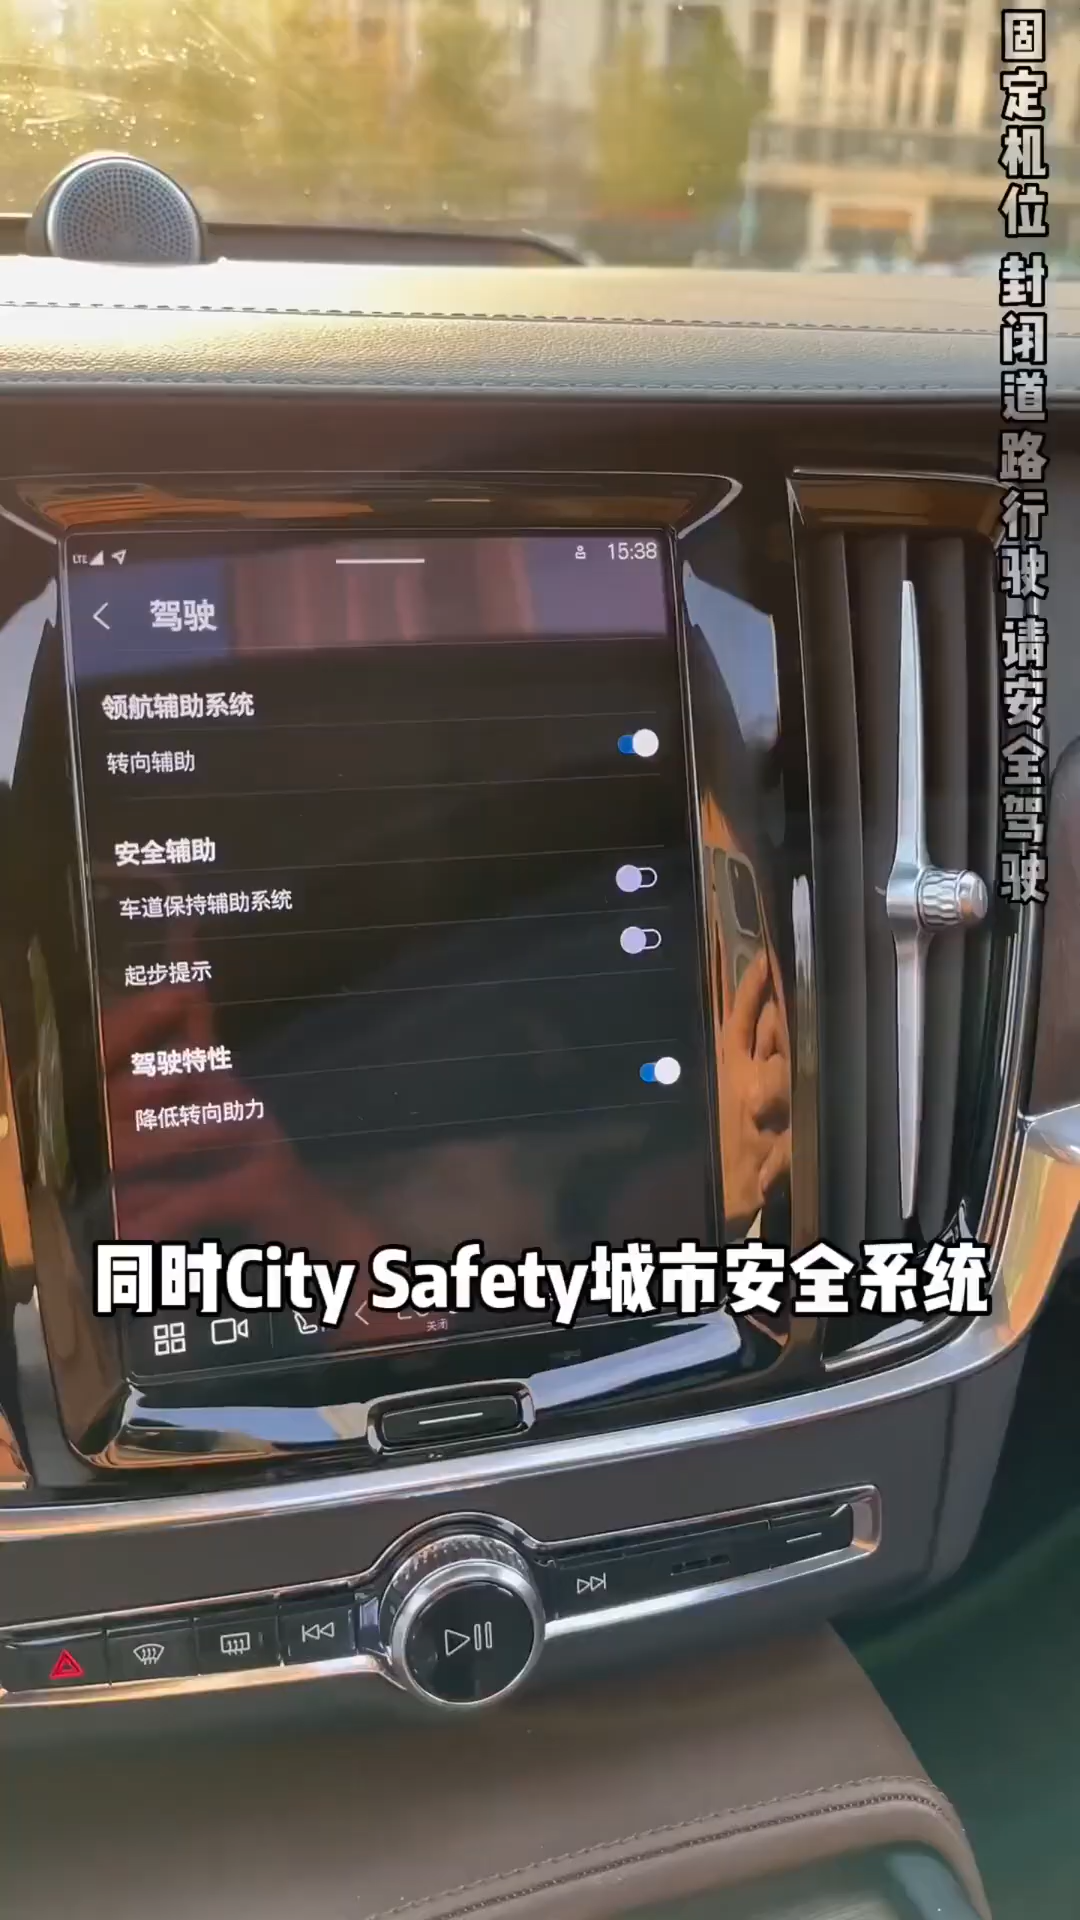 固定机位 封闭道路行驶 请安全驾驶
LTE
15:38
驾驶
领航辅助系统
转向辅助
安全辅助
车道保持辅助系统
起步提示
驾驶特性
降低转向助力
同时City Safety城市安全系统
关闭